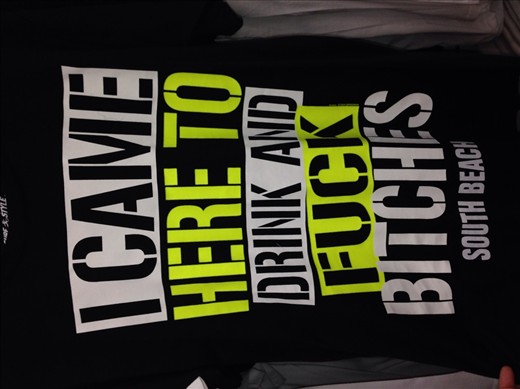 I CAME
HERE TO
DRINK AND
FUCK
BITCHES
SOUTH BEACH